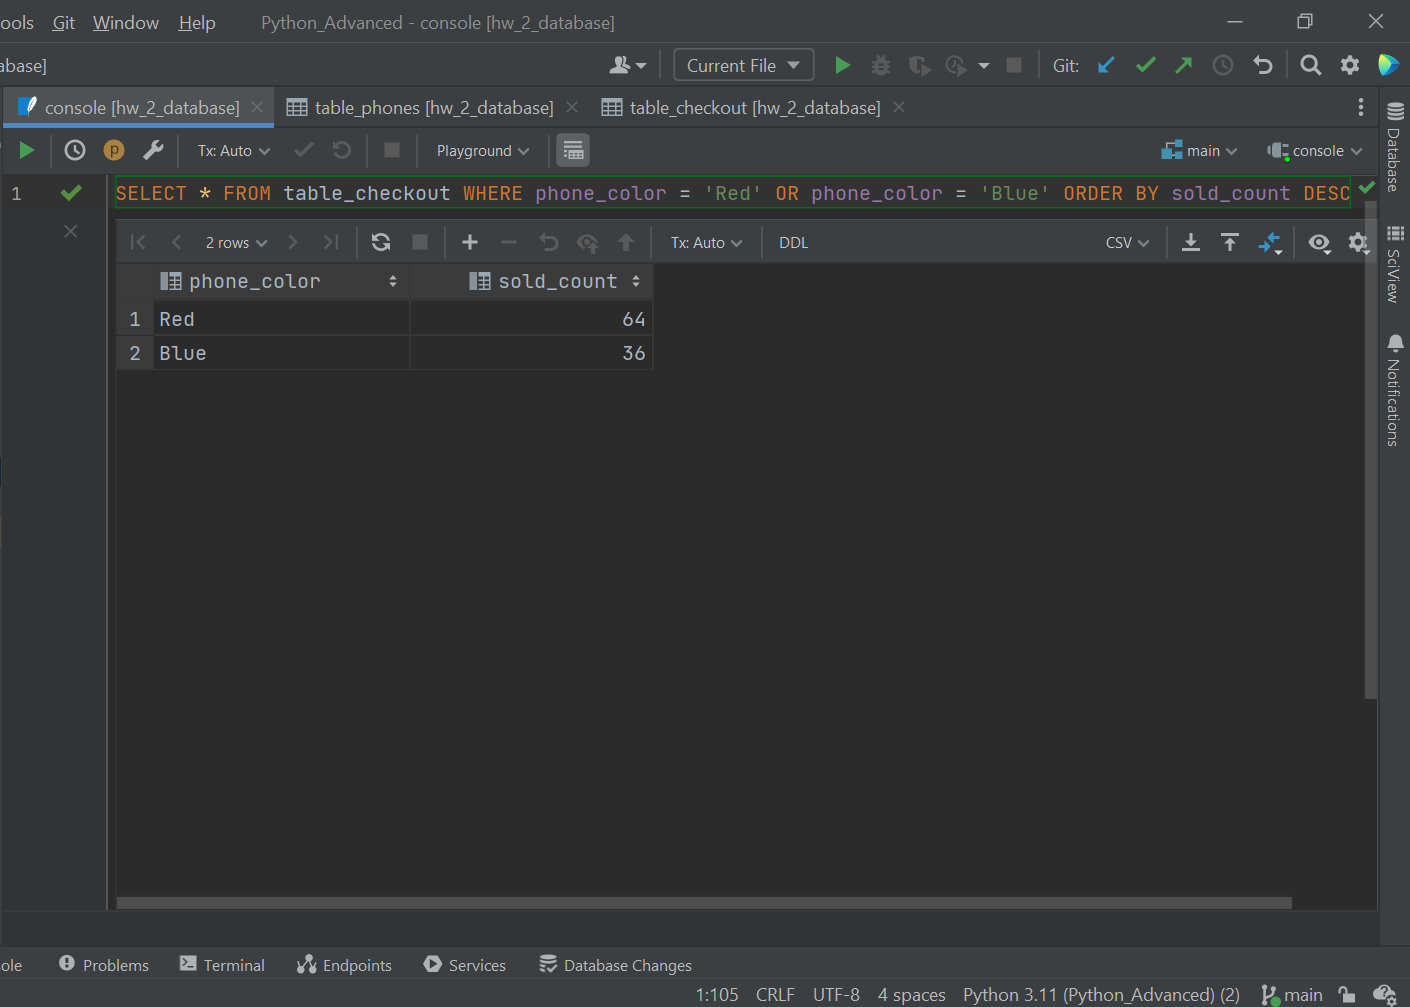 ools Git Window Help Python_Advanced - console [hw_2_database]
abase] Current File Git:
console [hw_2_database] table_phones [hw_2_database] table_checkout [hw_2_database]
p Tx: Auto Playground main console
1 SELECT * FROM table_checkout WHERE phone_color = 'Red' OR phone_color = 'Blue' ORDER BY sold_count DESC
2 rows Tx: Auto DDL CSV
phone_color sold_count
1 Red 64
2 Blue 36
Database
SciView
Notifications
ole Problems Terminal Endpoints Services Database Changes
1:105 CRLF UTF-8 4 spaces Python 3.11 (Python_Advanced) (2) main